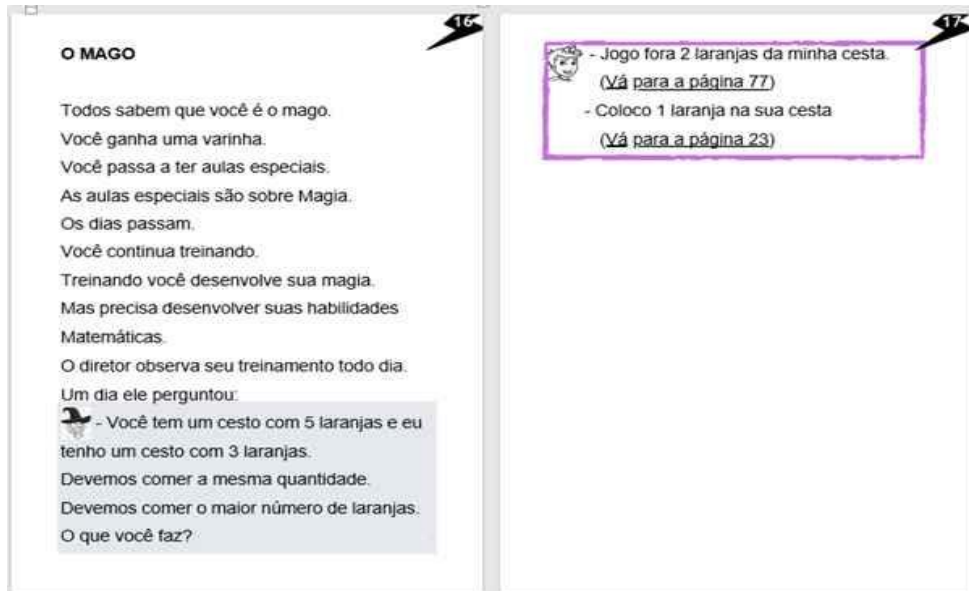 16
O MAGO
Todos sabem que você é o mago.
Você ganha uma varinha.
Você passa a ter aulas especiais.
As aulas especiais são sobre Magia.
Os dias passam.
Você continua treinando.
Treinando você desenvolve sua magia.
Mas precisa desenvolver suas habilidades
Matemáticas.
O diretor observa seu treinamento todo dia.
Um dia ele perguntou:
- Você tem um cesto com 5 laranjas e eu
tenho um cesto com 3 laranjas.
Devemos comer a mesma quantidade.
Devemos comer o maior número de laranjas.
O que você faz?
17
- Jogo fora 2 laranjas da minha cesta.
(Vá para a página 77)
- Coloco 1 laranja na sua cesta
(Vá para a página 23)